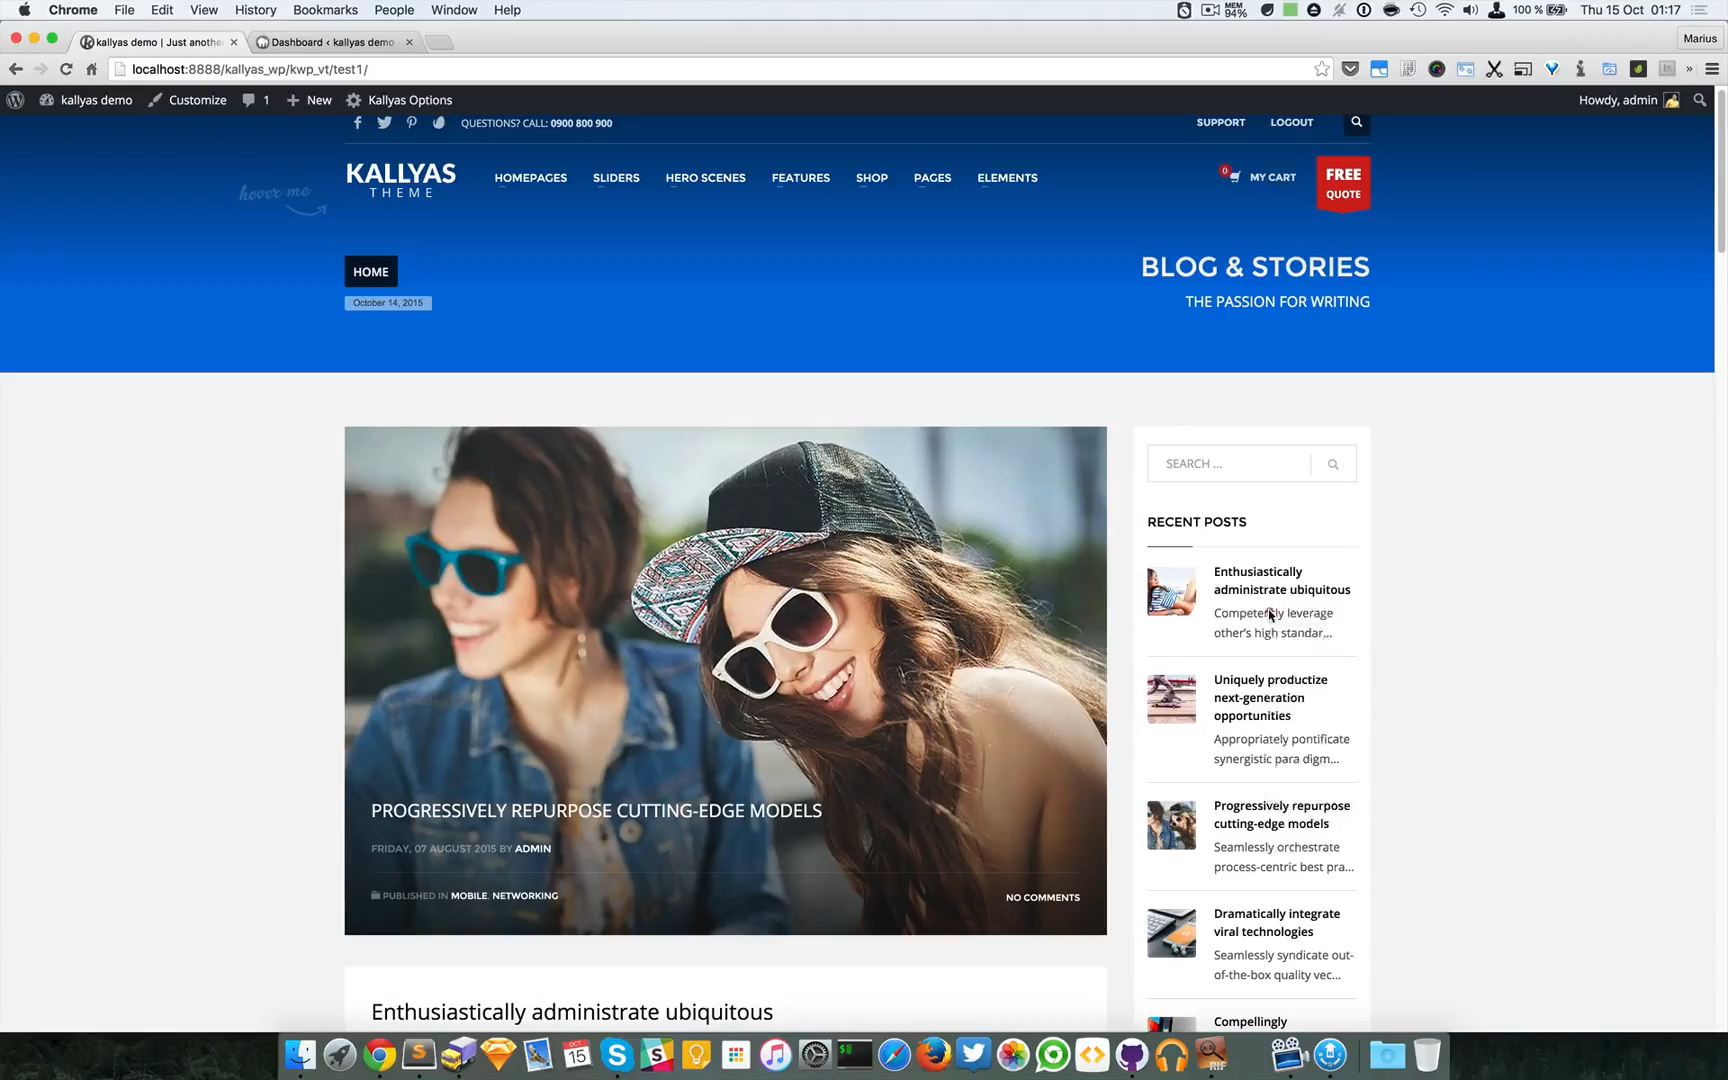 Chrome File Edit View History Bookmarks People Window Help
MEM 94% 100 % Thu 15 Oct 01:17
kallyas demo | Just anothe
Dashboard ‹ kallyas demo
Marius
localhost:8888/kallyas_wp/kwp_vt/test1/
kallyas demo Customize 1 New Kallyas Options
Howdy, admin
QUESTIONS? CALL: 0900 800 900
SUPPORT LOGOUT
hover me
KALLYAS
THEME
HOMEPAGES SLIDERS HERO SCENES FEATURES SHOP PAGES ELEMENTS
0 MY CART
FREE
QUOTE
HOME
October 14, 2015
BLOG & STORIES
THE PASSION FOR WRITING
PROGRESSIVELY REPURPOSE CUTTING-EDGE MODELS
FRIDAY, 07 AUGUST 2015 BY ADMIN
PUBLISHED IN MOBILE, NETWORKING
NO COMMENTS
Enthusiastically administrate ubiquitous
SEARCH ...
RECENT POSTS
Enthusiastically
administrate ubiquitous
Competently leverage
other's high standar...
Uniquely productize
next-generation
opportunities
Appropriately pontificate
synergistic para digm...
Progressively repurpose
cutting-edge models
Seamlessly orchestrate
process-centric best pra...
Dramatically integrate
viral technologies
Seamlessly syndicate out-
of-the-box quality vec...
Compellingly
OCT
15
RIF